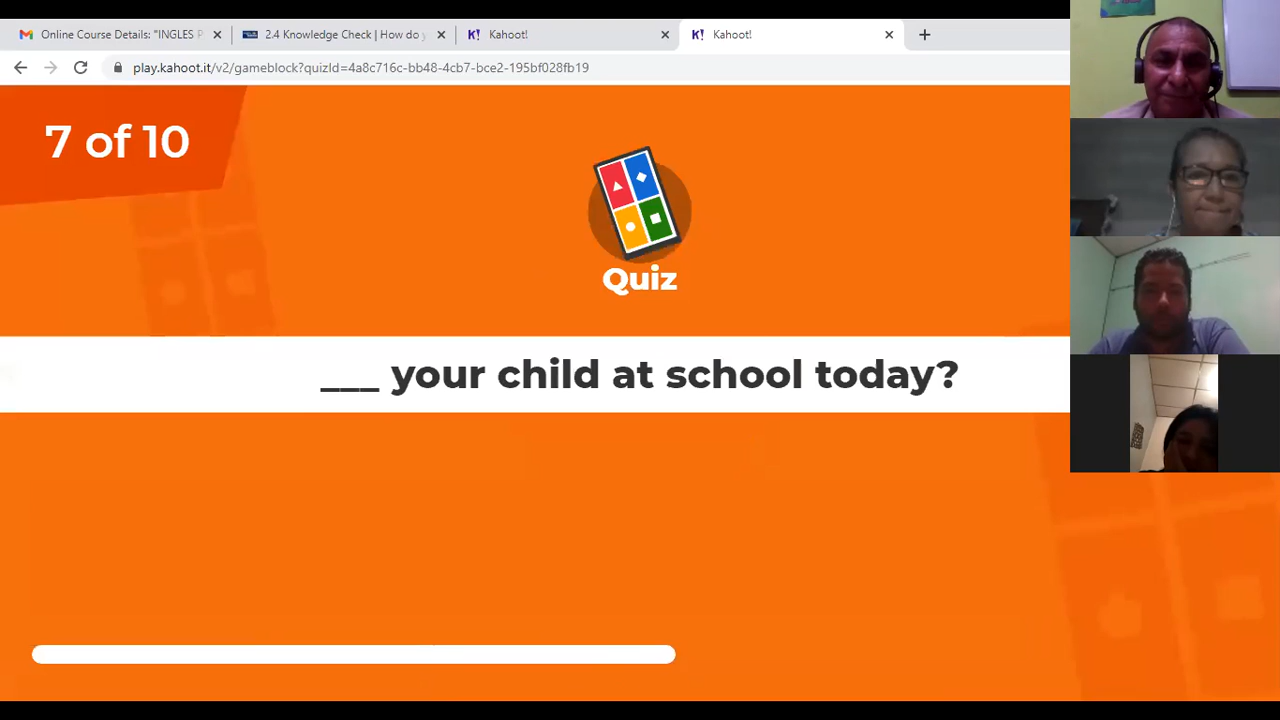 Online Course Details: "INGLES P
2.4 Knowledge Check | How do y
K! Kahoot!
K! Kahoot!
play.kahoot.it/v2/gameblock?quizId=4a8c716c-bb48-4cb7-bce2-195bf028fb19
7 of 10
Quiz
___ your child at school today?